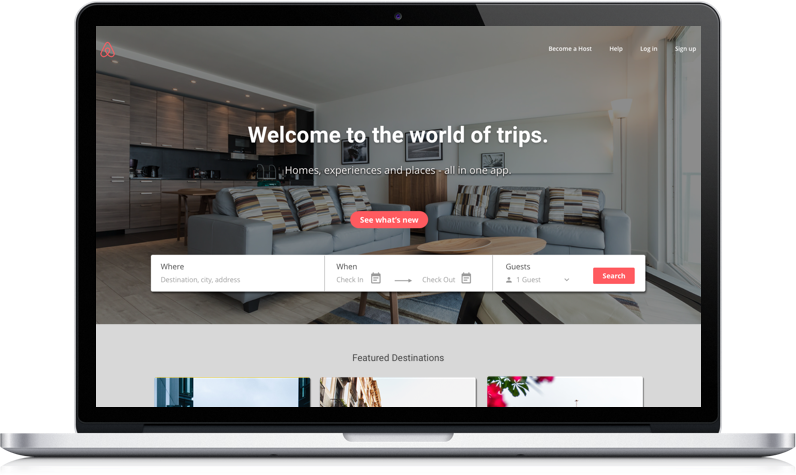 Become a Host Help Log in Sign up
Welcome to the world of trips.
Homes, experiences and places - all in one app.
See what's new
Where When Guests
Destination, city, address Check In Check Out 1 Guest
Search
Featured Destinations